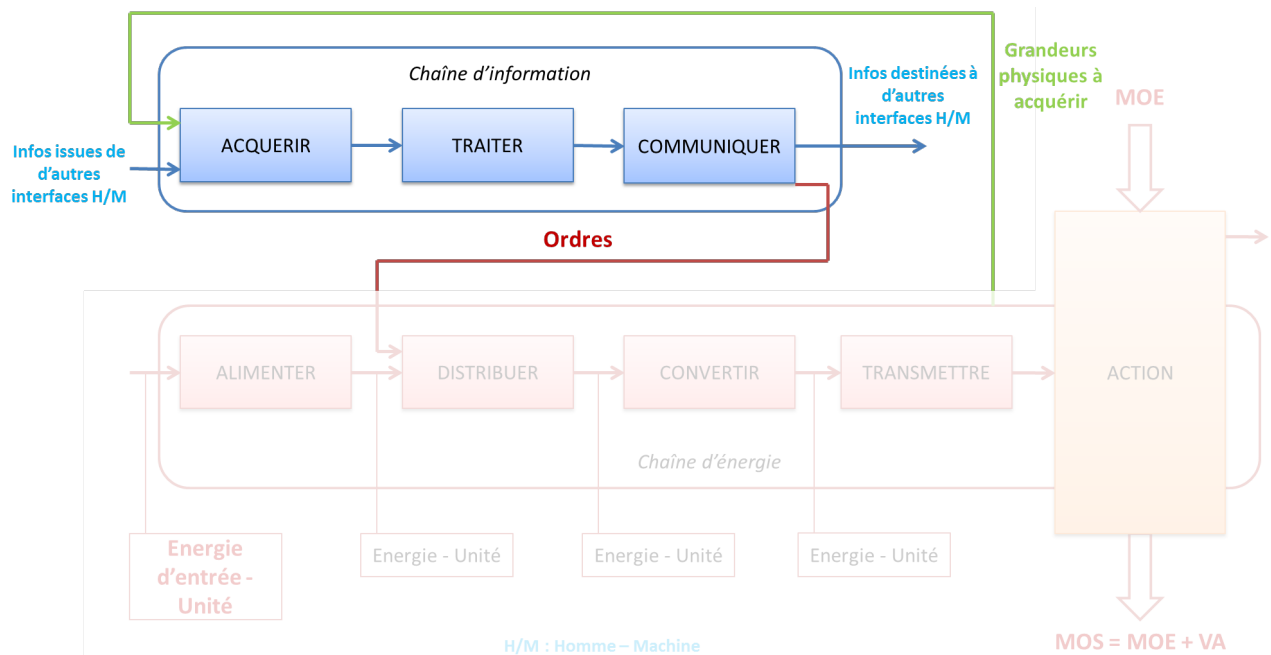 Chaîne d'information
Grandeurs
physiques à
acquérir
Infos destinées à
d'autres
interfaces H/M
MOE
ACQUERIR
TRAITER
COMMUNIQUER
Infos issues de
d'autres
interfaces H/M
Ordres
ALIMENTER
DISTRIBUER
CONVERTIR
TRANSMETTRE
ACTION
Chaîne d'énergie
Energie
d'entrée -
Unité
Energie - Unité
Energie - Unité
Energie - Unité
H/M : Homme – Machine
MOS = MOE + VA